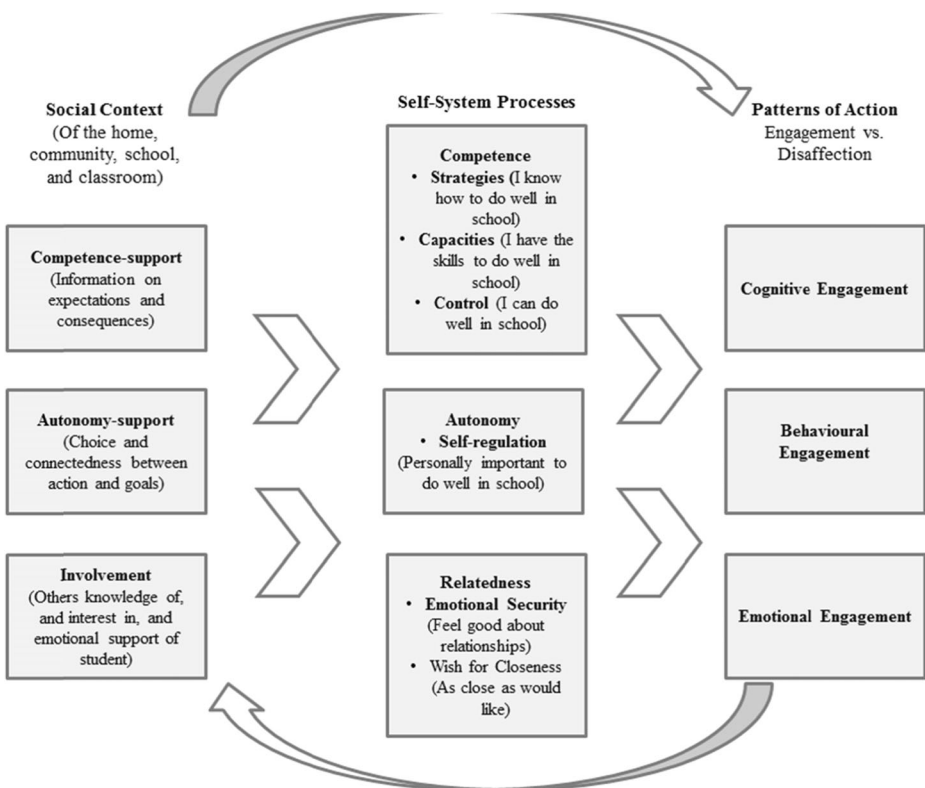 Social Context
(Of the home,
community, school,
and classroom)
Competence-support
(Information on
expectations and
consequences)
Autonomy-support
(Choice and
connectedness between
action and goals)
Involvement
(Others knowledge of,
and interest in, and
emotional support of
student)
Self-System Processes
Competence
• Strategies (I know
how to do well in
school)
• Capacities (I have the
skills to do well in
school)
• Control (I can do
well in school)
Autonomy
• Self-regulation
(Personally important to
do well in school)
Relatedness
• Emotional Security
(Feel good about
relationships)
• Wish for Closeness
(As close as would
like)
Patterns of Action
Engagement vs.
Disaffection
Cognitive Engagement
Behavioural
Engagement
Emotional Engagement